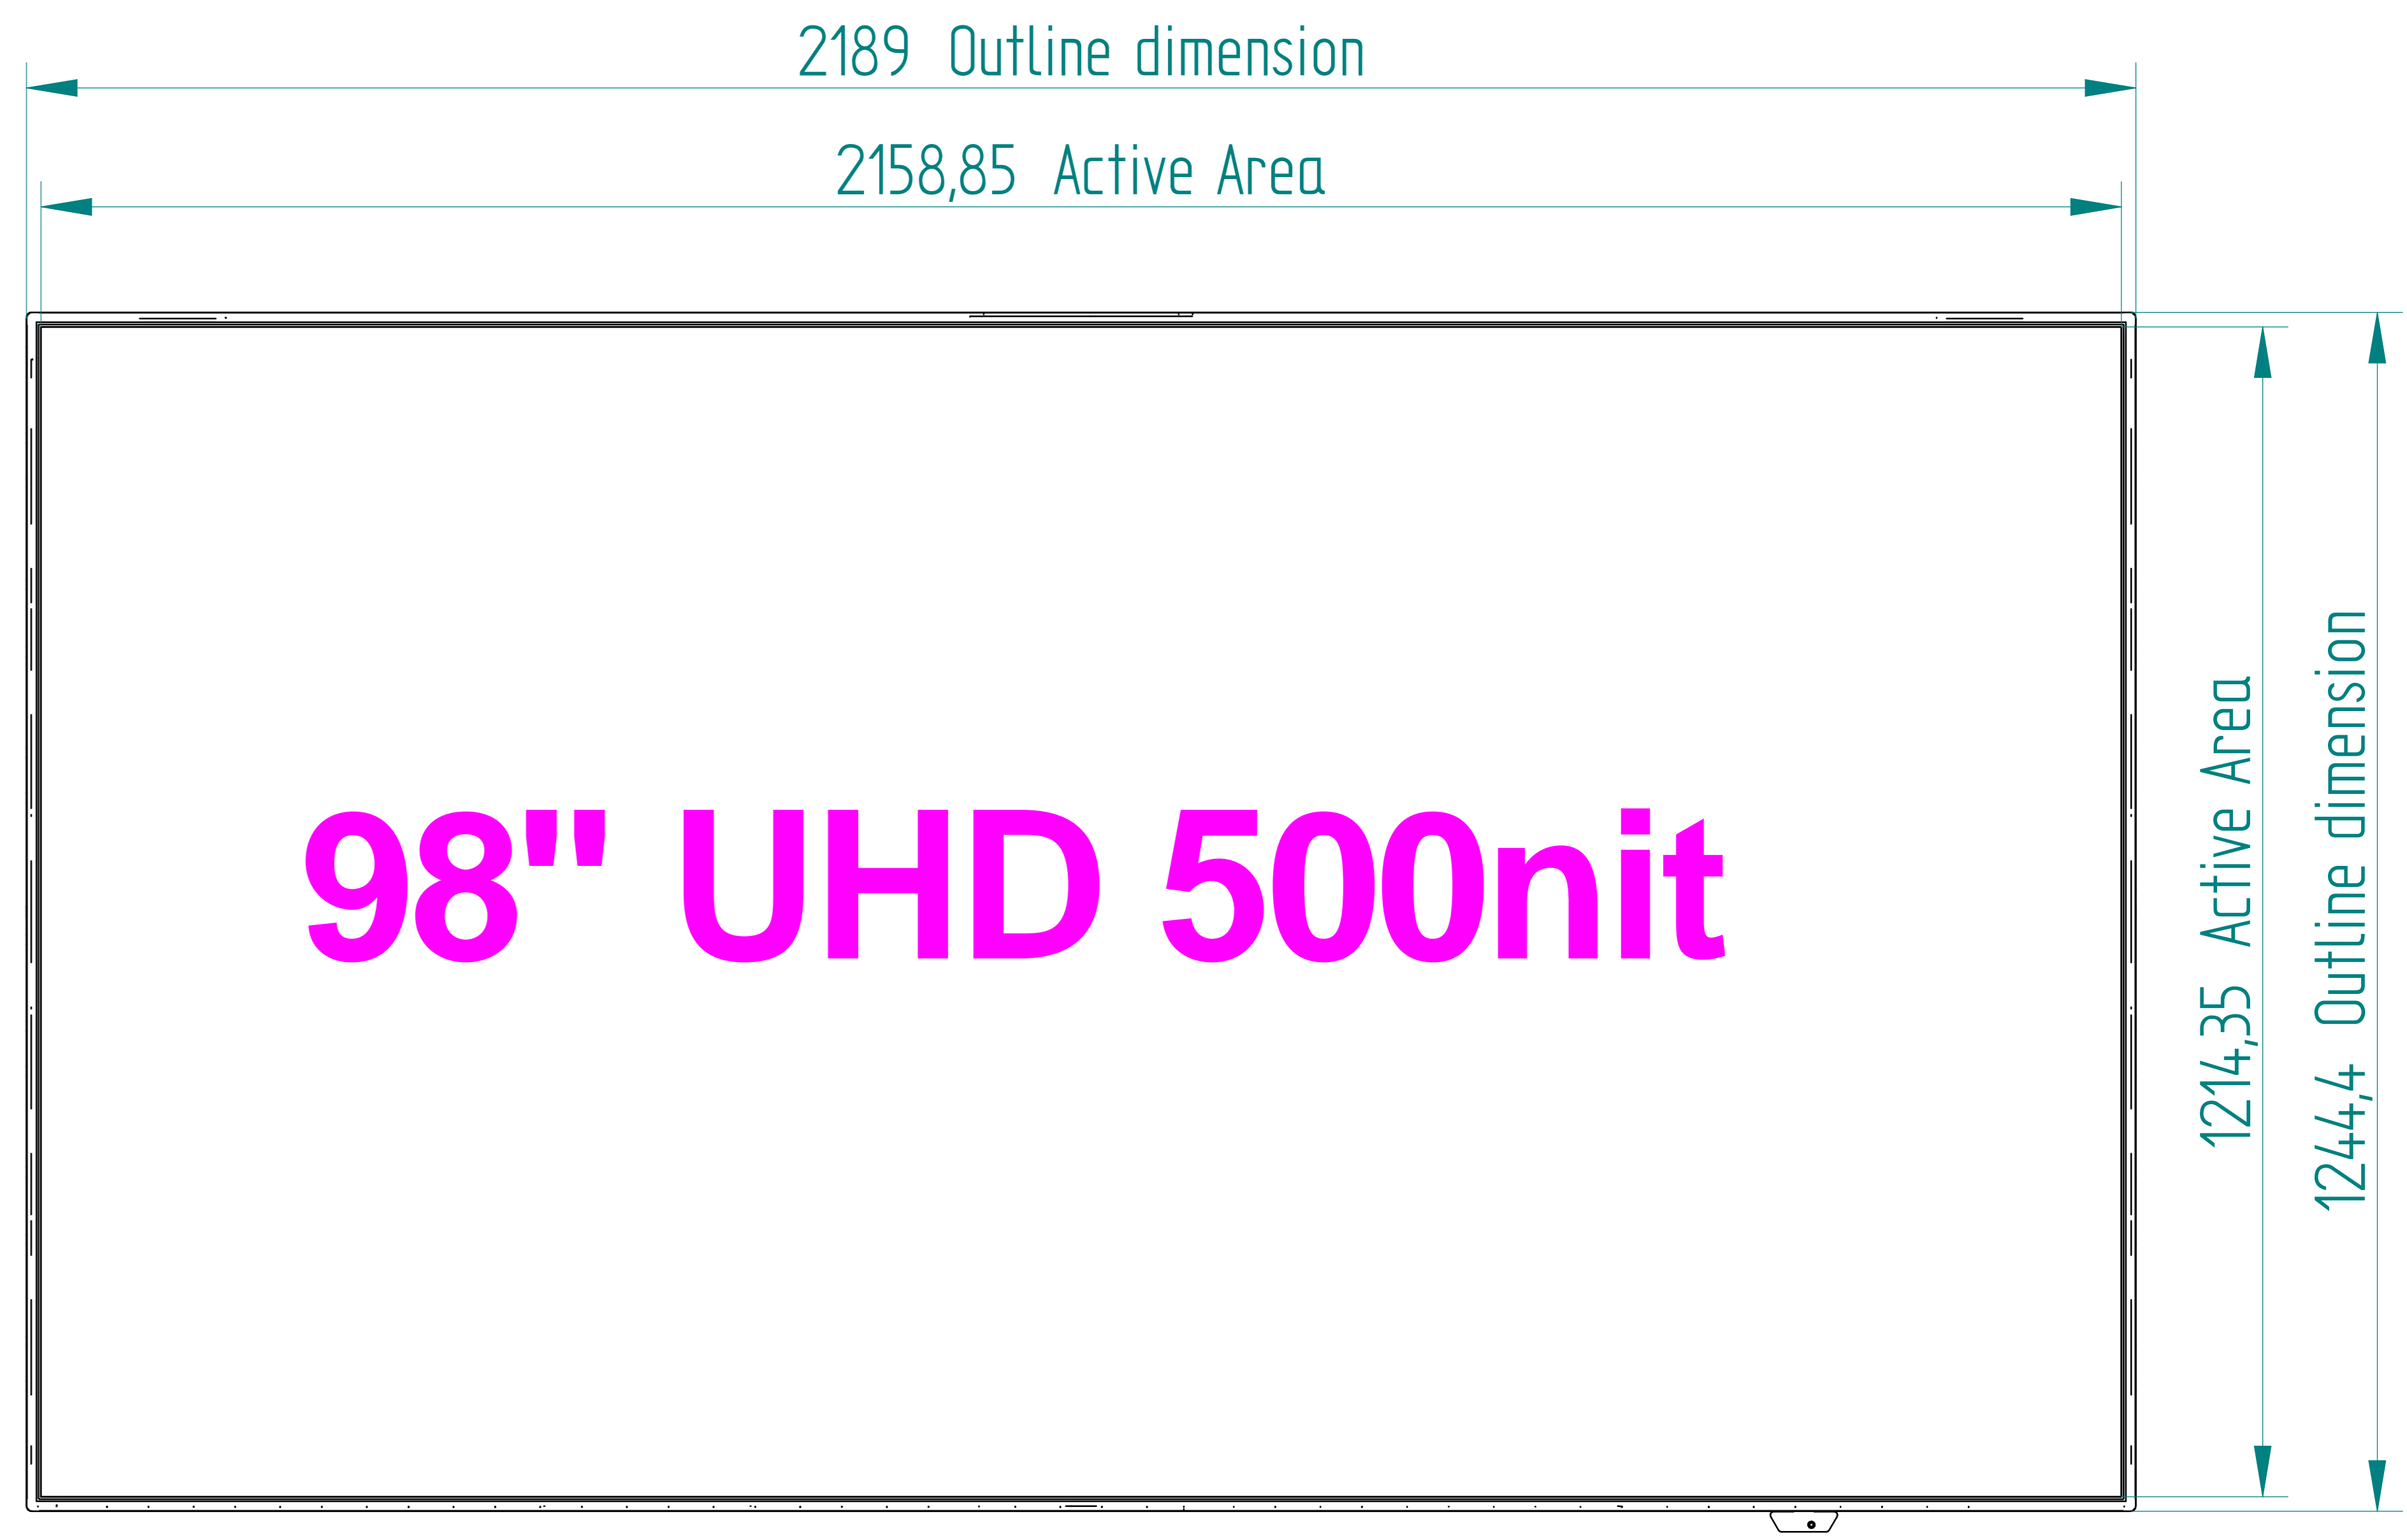 2189 Outline dimension
2158,85 Active Area
98" UHD 500nit
1214,35 Active Area
1244,4 Outline dimension